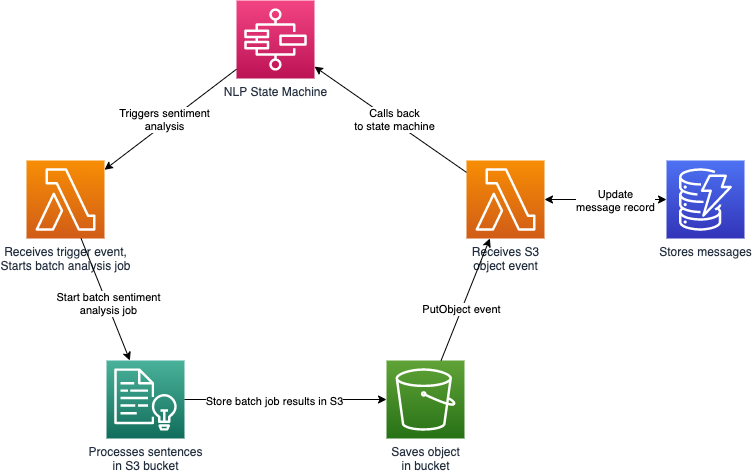 NLP State Machine
Triggers sentiment
analysis
Calls back
to state machine
Receives trigger event,
Starts batch analysis job
Receives S3
object event
Update
message record
Stores messages
Start batch sentiment
analysis job
PutObject event
Store batch job results in S3
Processes sentences
in S3 bucket
Saves object
in bucket